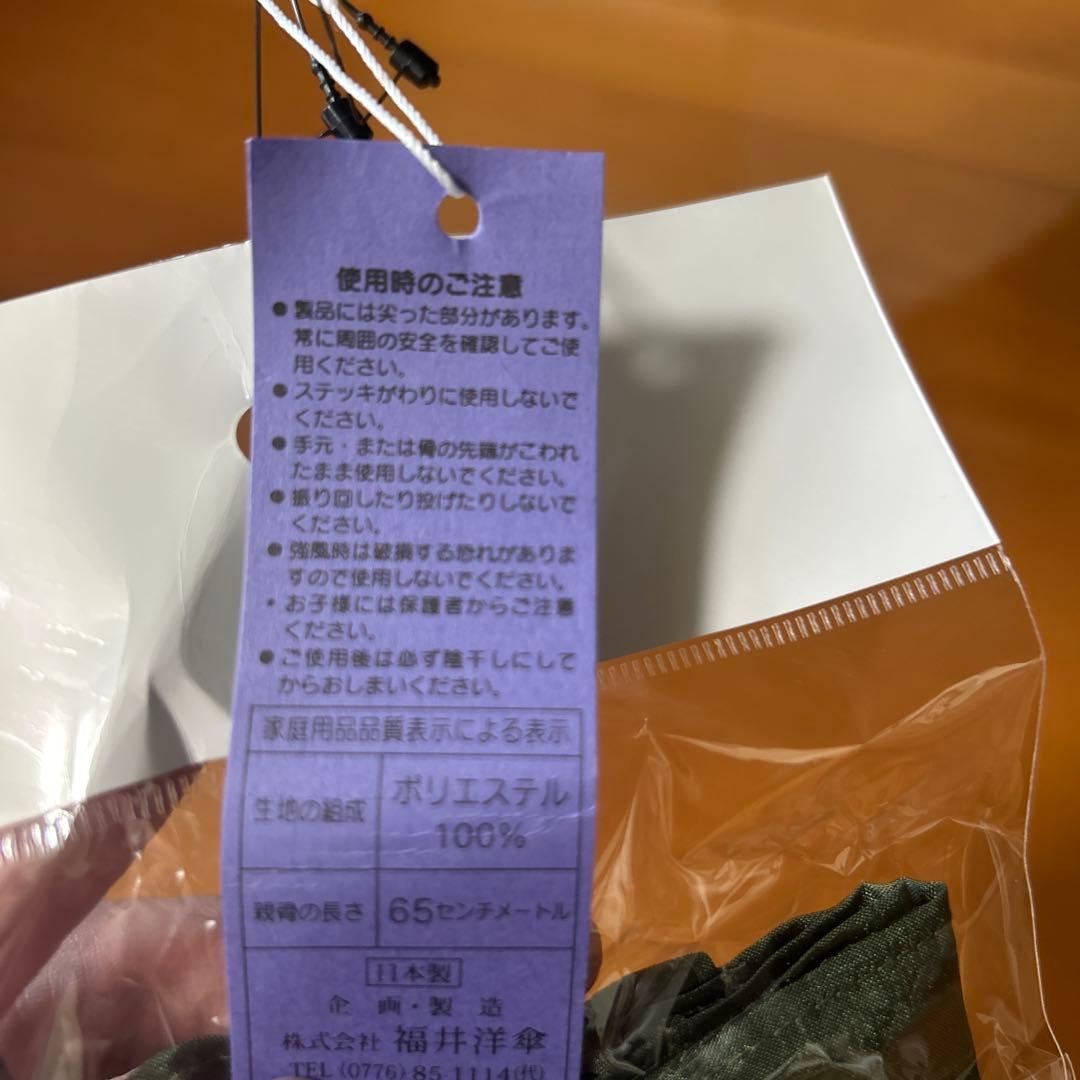 使用時のご注意
● 製品には尖った部分があります。
常に周囲の安全を確認してご使
用ください。
● ステッキがわりに使用しないで
ください。
● 手元・または骨の先端がこわれ
たまま使用しないでください。
● 振り回したり投げたりしないで
ください。
● 強風時は破損する恐れがありま
すので使用しないでください。
・ お子様には保護者からご注意
ください。
● ご使用後は必ず陰干しにして
からおしまいください。
家庭用品品質表示による表示
生地の組成 ポリエステル
100%
親骨の長さ 65センチメートル
日本製
企画・製造
株式会社 福井洋傘
TEL (0776) 85-1114(代)